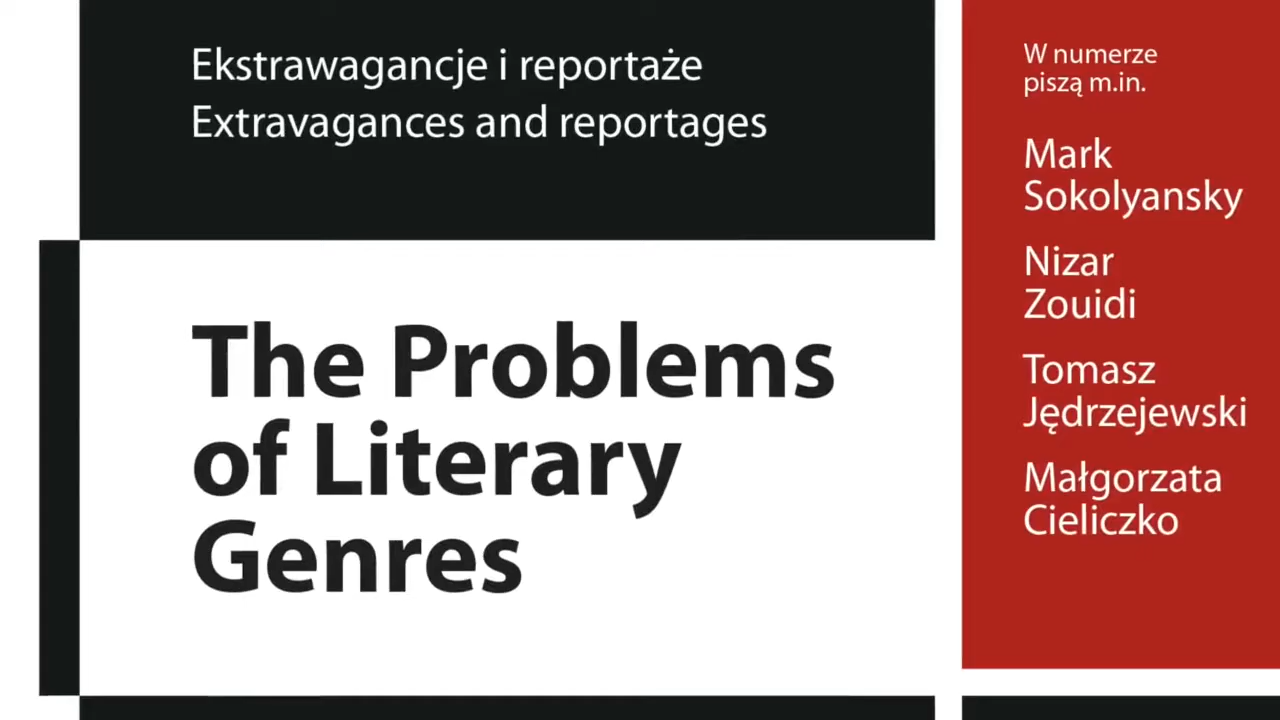 Ekstrawagancje i reportaże
Extravagances and reportages
The Problems
of Literary
Genres
W numerze
piszą m.in.
Mark
Sokolyansky
Nizar
Zouidi
Tomasz
Jędrzejewski
Małgorzata
Cieliczko